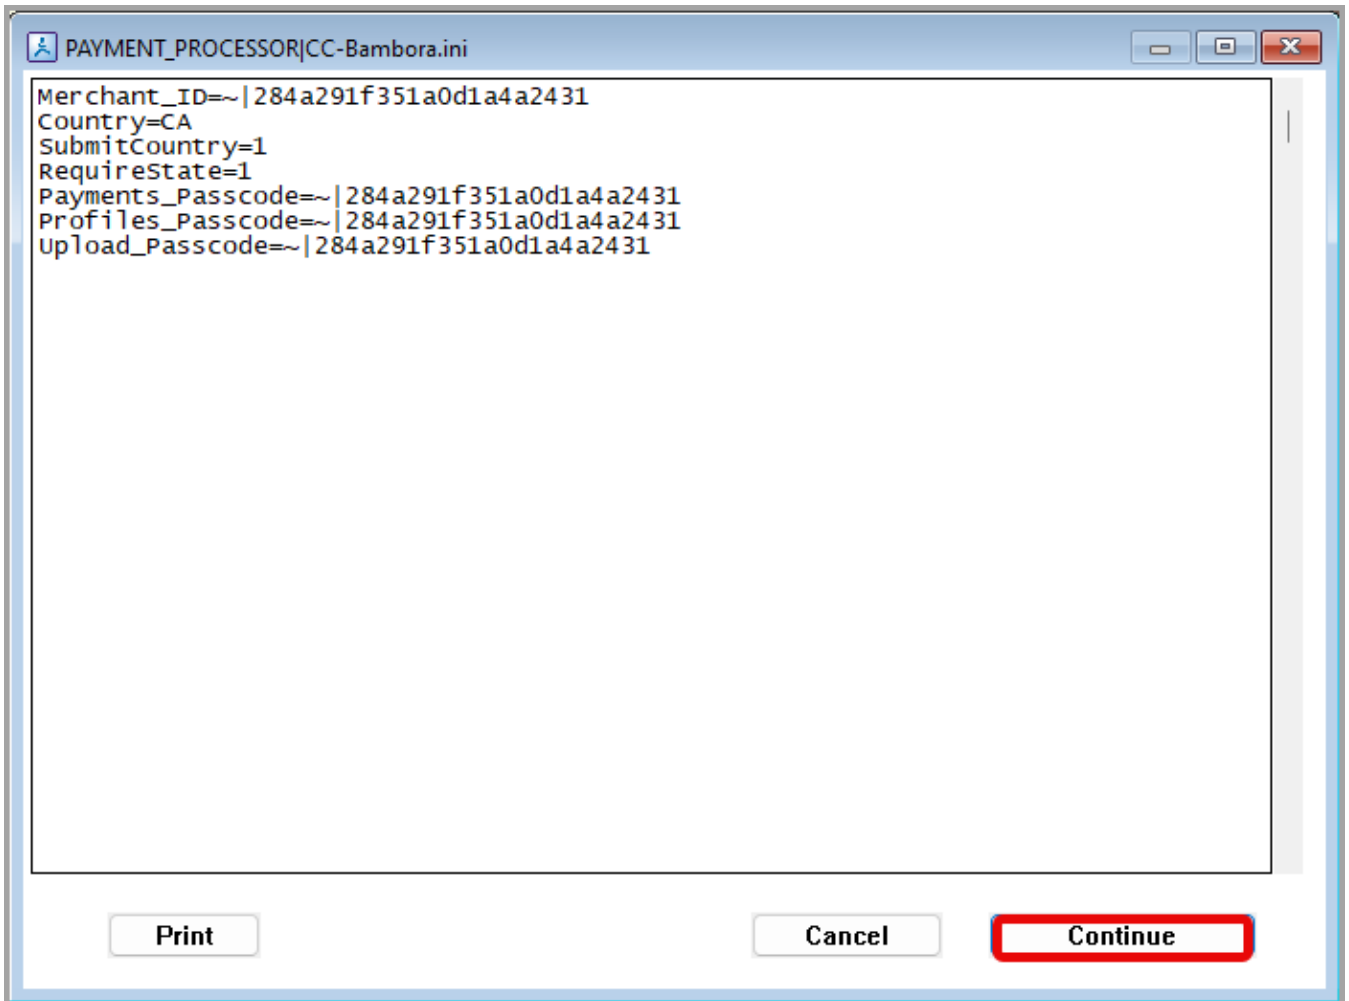 PAYMENT_PROCESSOR|CC-Bambora.ini
Merchant_ID=~|284a291f351a0d1a4a2431
Country=CA
SubmitCountry=1
RequireState=1
Payments_Passcode=~|284a291f351a0d1a4a2431
Profiles_Passcode=~|284a291f351a0d1a4a2431
Upload_Passcode=~|284a291f351a0d1a4a2431
Print Cancel Continue